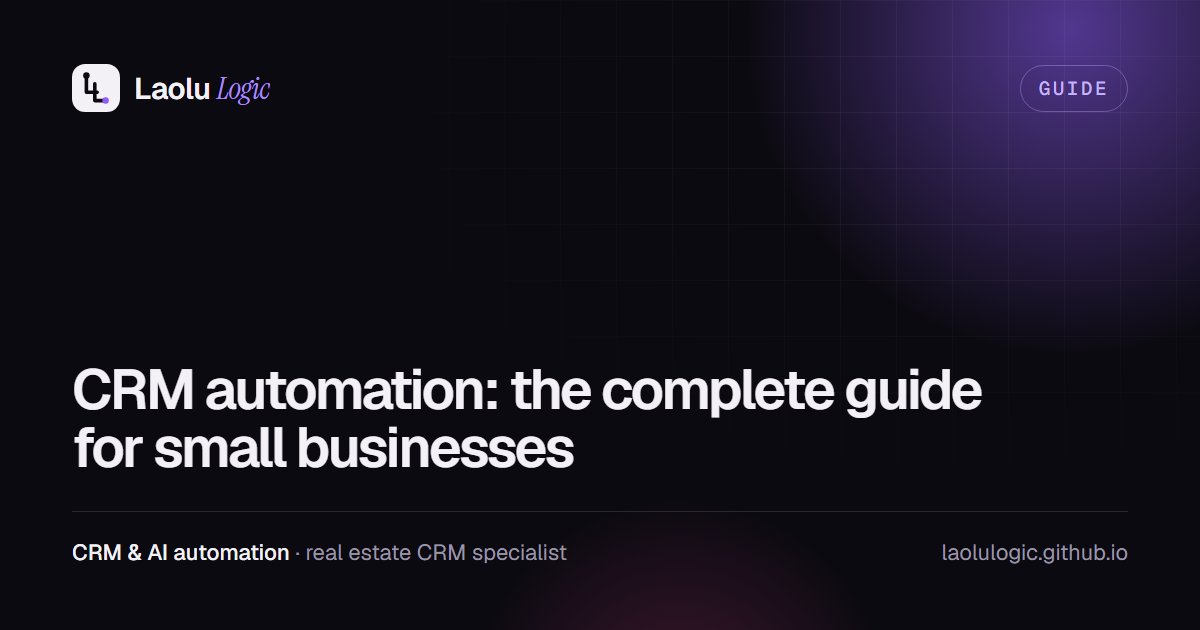 Laolu Logic
GUIDE
CRM automation: the complete guide
for small businesses
CRM & AI automation · real estate CRM specialist
laolulogic.github.io